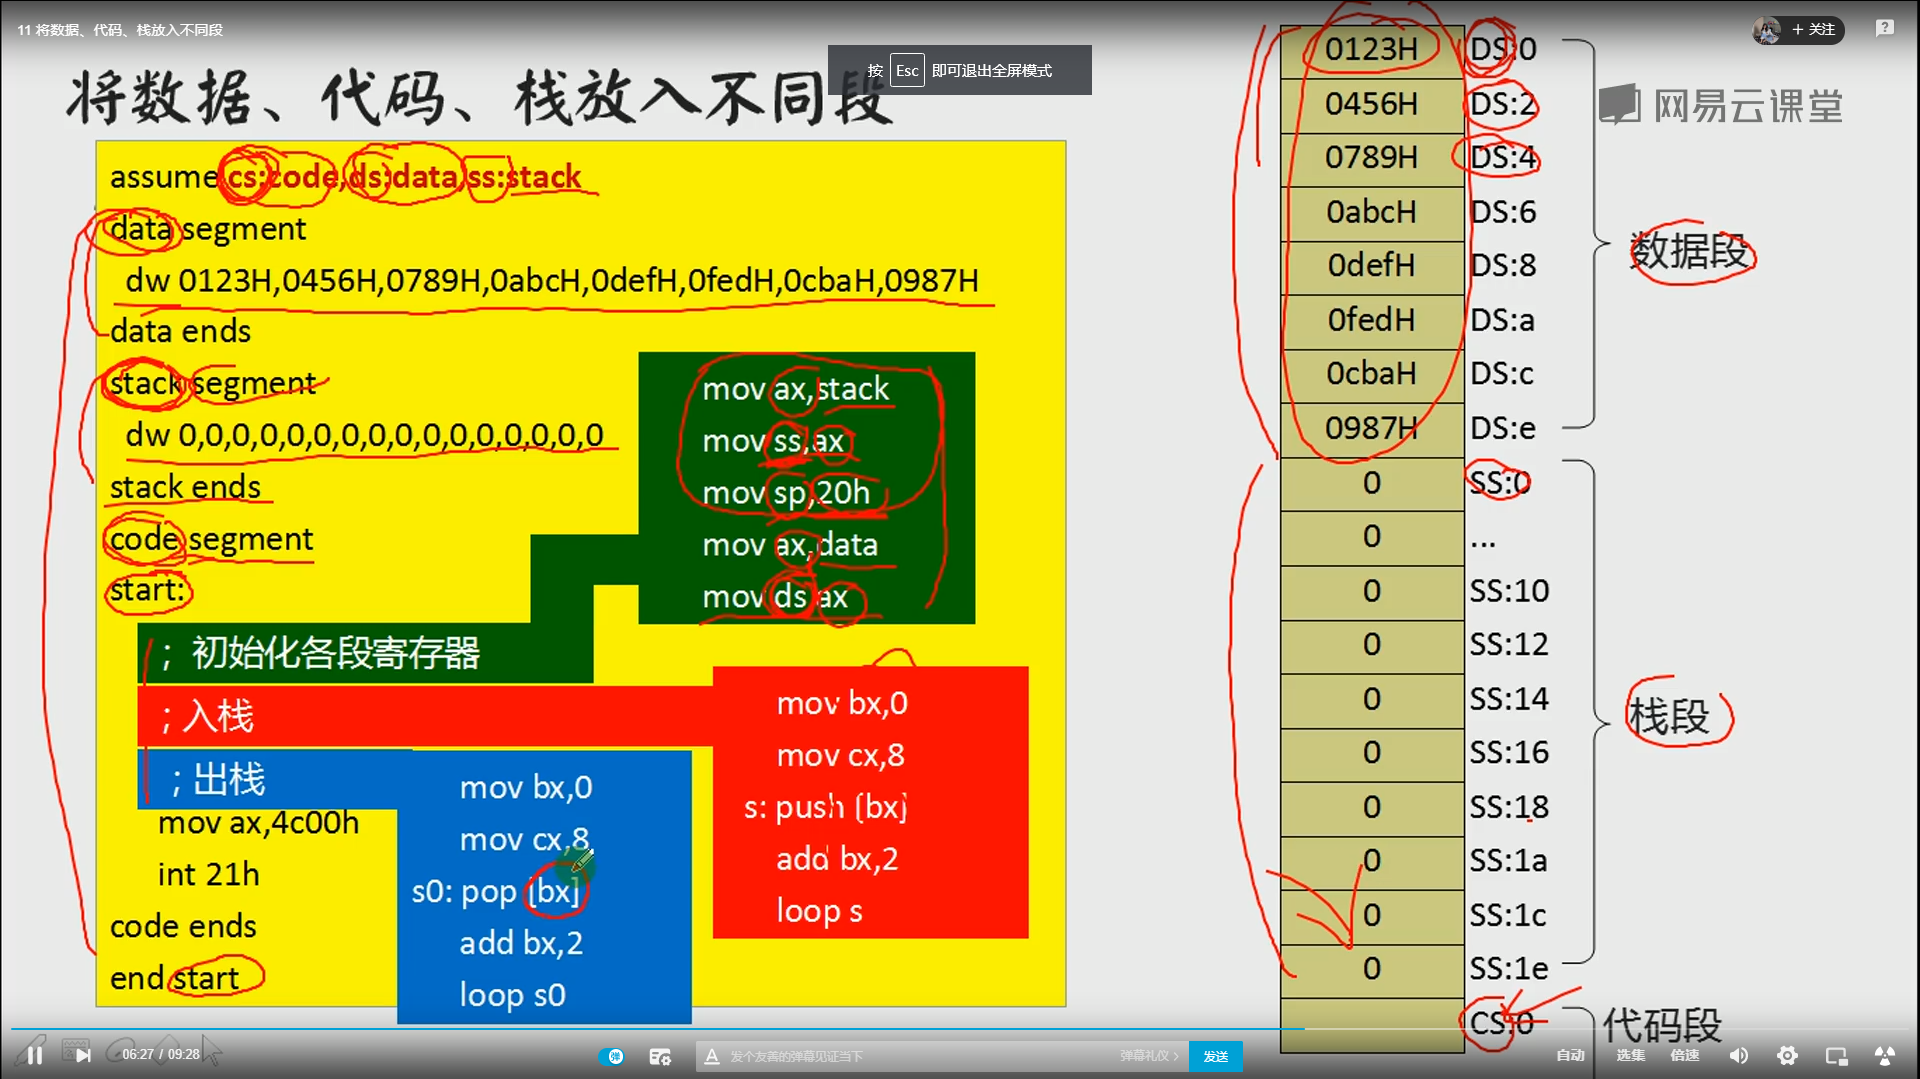 11 将数据、代码、栈放入不同段
按 Esc 即可退出全屏模式
+ 关注
网易云课堂
将数据、代码、栈放入不同段
assume cs:code,ds:data,ss:stack
data segment
dw 0123H,0456H,0789H,0abcH,0defH,0fedH,0cbaH,0987H
data ends
stack segment
dw 0,0,0,0,0,0,0,0,0,0,0,0,0,0,0,0
stack ends
code segment
start:
; 初始化各段寄存器
; 入栈
; 出栈
mov ax,4c00h
int 21h
code ends
end start
mov ax,stack
mov ss,ax
mov sp,20h
mov ax,data
mov ds,ax
mov bx,0
mov cx,8
s: push [bx]
add bx,2
loop s
mov bx,0
mov cx,8
s0: pop [bx]
add bx,2
loop s0
0123H DS:0
0456H DS:2
0789H DS:4
0abcH DS:6
0defH DS:8
0fedH DS:a
0cbaH DS:c
0987H DS:e
数据段
0 SS:0
0 ...
0 SS:10
0 SS:12
0 SS:14
0 SS:16
0 SS:18
0 SS:1a
0 SS:1c
0 SS:1e
栈段
CS:0
代码段
06:27 / 09:28
弹
A 发个友善的弹幕见证当下
弹幕礼仪 >
发送
自动
选集
倍速